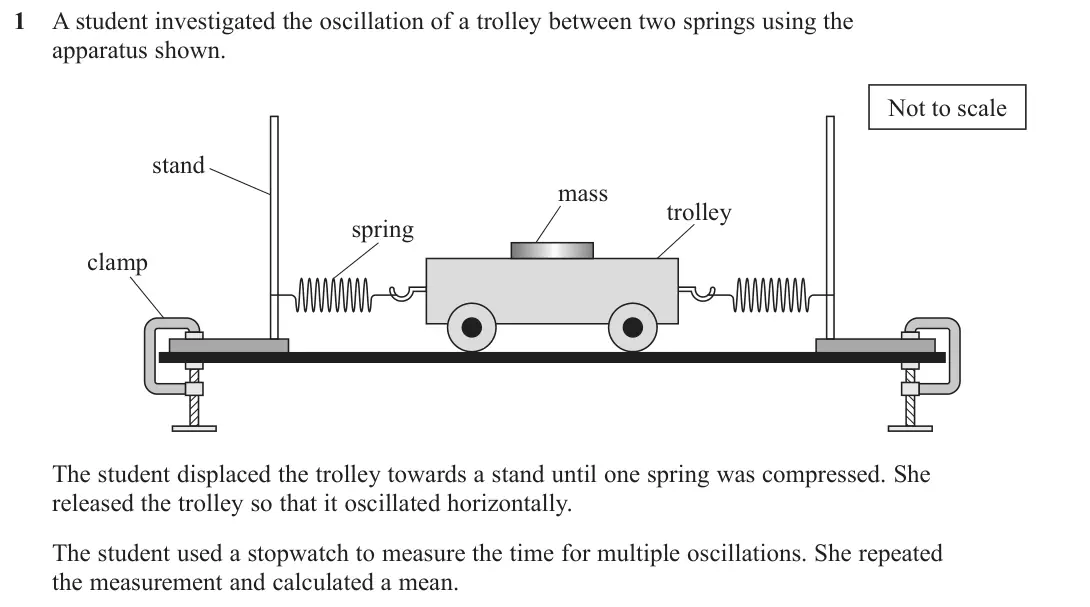 1 A student investigated the oscillation of a trolley between two springs using the
apparatus shown.
Not to scale
stand
mass
trolley
spring
clamp
The student displaced the trolley towards a stand until one spring was compressed. She
released the trolley so that it oscillated horizontally.
The student used a stopwatch to measure the time for multiple oscillations. She repeated
the measurement and calculated a mean.